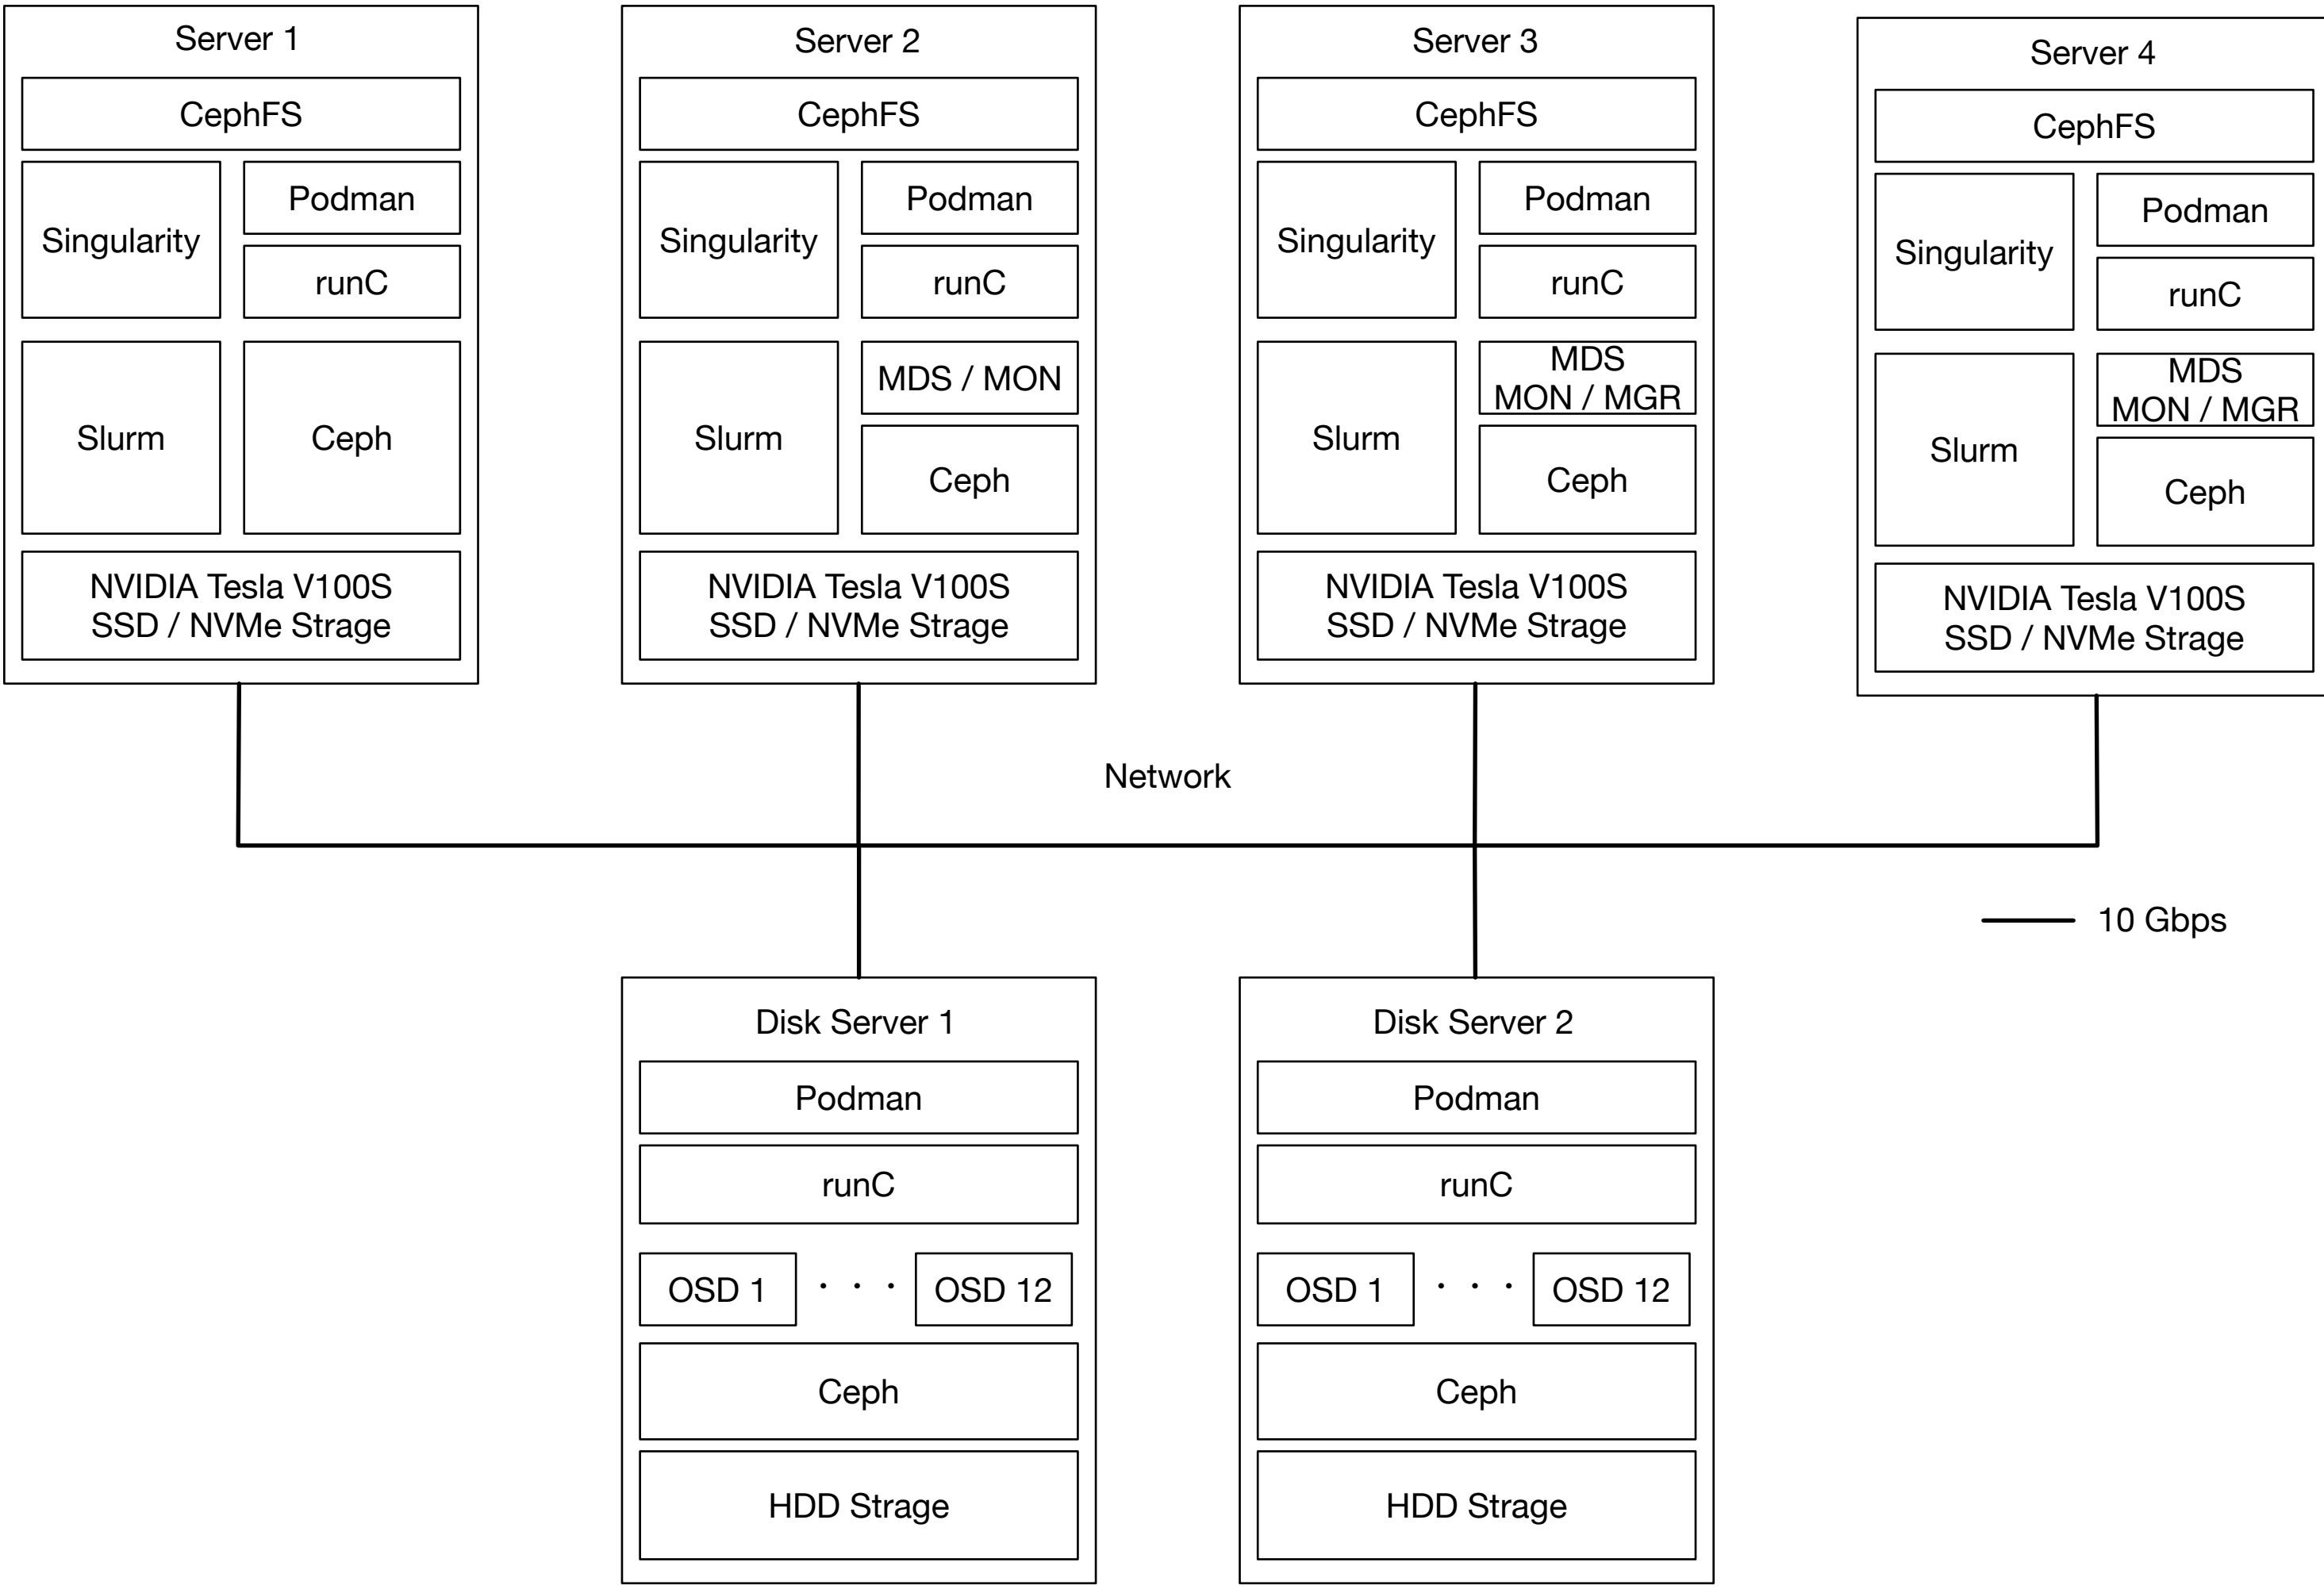 Server 1
CephFS
Singularity
Podman
runC
Slurm
Ceph
NVIDIA Tesla V100S
SSD / NVMe Strage
Server 2
CephFS
Singularity
Podman
runC
Slurm
MDS / MON
Ceph
NVIDIA Tesla V100S
SSD / NVMe Strage
Server 3
CephFS
Singularity
Podman
runC
Slurm
MDS
MON / MGR
Ceph
NVIDIA Tesla V100S
SSD / NVMe Strage
Server 4
CephFS
Singularity
Podman
runC
Slurm
MDS
MON / MGR
Ceph
NVIDIA Tesla V100S
SSD / NVMe Strage
Network
10 Gbps
Disk Server 1
Podman
runC
OSD 1 · · · OSD 12
Ceph
HDD Strage
Disk Server 2
Podman
runC
OSD 1 · · · OSD 12
Ceph
HDD Strage